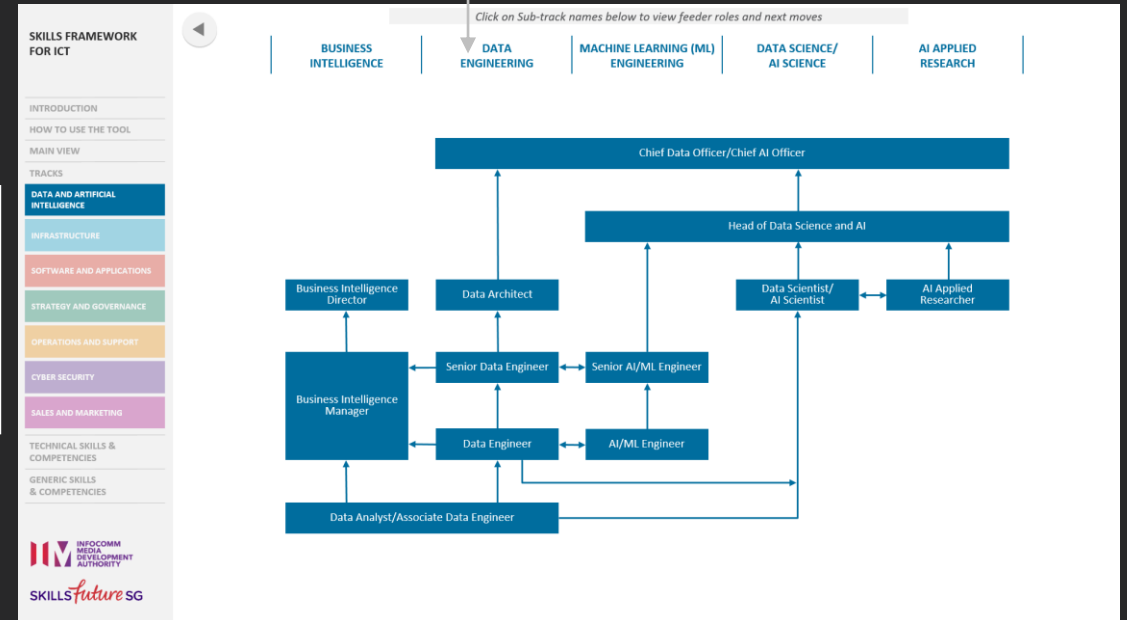 Click on Sub-track names below to view feeder roles and next moves
SKILLS FRAMEWORK
FOR ICT
BUSINESS
INTELLIGENCE
DATA
ENGINEERING
MACHINE LEARNING (ML)
ENGINEERING
DATA SCIENCE/
AI SCIENCE
AI APPLIED
RESEARCH
INTRODUCTION
HOW TO USE THE TOOL
MAIN VIEW
TRACKS
DATA AND ARTIFICIAL
INTELLIGENCE
INFRASTRUCTURE
SOFTWARE AND APPLICATIONS
STRATEGY AND GOVERNANCE
OPERATIONS AND SUPPORT
CYBER SECURITY
SALES AND MARKETING
TECHNICAL SKILLS &
COMPETENCIES
GENERIC SKILLS
& COMPETENCIES
INFOCOMM
MEDIA
DEVELOPMENT
AUTHORITY
SKILLSfuture SG
Chief Data Officer/Chief AI Officer
Head of Data Science and AI
Business Intelligence
Director
Data Architect
Data Scientist/
AI Scientist
AI Applied
Researcher
Senior Data Engineer
Senior AI/ML Engineer
Business Intelligence
Manager
Data Engineer
AI/ML Engineer
Data Analyst/Associate Data Engineer